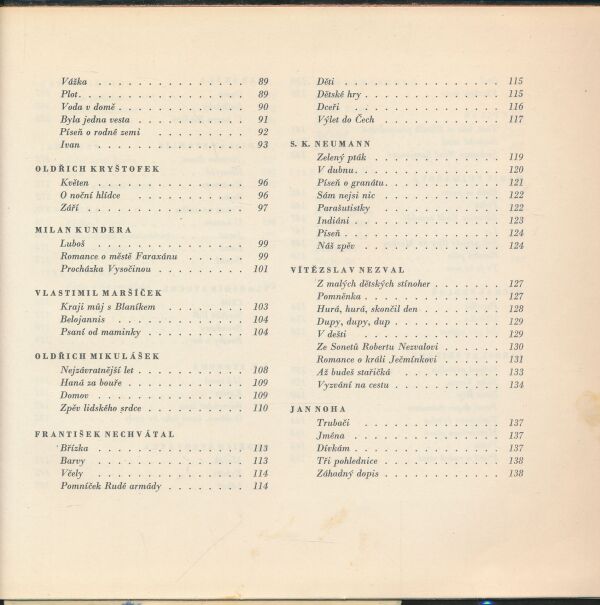 Vážka . . . . . . . . . . . . . 89
Plot . . . . . . . . . . . . . . 89
Voda v domě . . . . . . . . . . . 90
Byla jedna vesta . . . . . . . . . 91
Píseň o rodné zemi . . . . . . . . 92
Ivan . . . . . . . . . . . . . . 93
OLDŘICH KRYŠTOFEK
Květen . . . . . . . . . . . . . 96
O noční hlídce . . . . . . . . . . 96
Září . . . . . . . . . . . . . . 97
MILAN KUNDERA
Luboš . . . . . . . . . . . . . 99
Romance o městě Faraxánu . . . . . . 99
Procházka Vysočinou . . . . . . . . 101
VLASTIMIL MARŠÍČEK
Kraji můj s Blaníkem . . . . . . . . 103
Belojannis . . . . . . . . . . . . 104
Psaní od maminky . . . . . . . . . 104
OLDŘICH MIKULÁŠEK
Nejzávratnější let . . . . . . . . . 108
Haná za bouře . . . . . . . . . . 109
Domov . . . . . . . . . . . . . 109
Zpěv lidského srdce . . . . . . . . 110
FRANTIŠEK NECHVÁTAL
Břízka . . . . . . . . . . . . . 113
Barvy . . . . . . . . . . . . . 113
Včely . . . . . . . . . . . . . 114
Pomníček Rudé armády . . . . . . . 114
Děti . . . . . . . . . . . . . . 115
Dětské hry . . . . . . . . . . . . 115
Dceři . . . . . . . . . . . . . 116
Výlet do Čech . . . . . . . . . . 117
S. K. NEUMANN
Zelený pták . . . . . . . . . . . 119
V dubnu . . . . . . . . . . . . . 120
Píseň o granátu . . . . . . . . . . 121
Sám nejsi nic . . . . . . . . . . 122
Parašutistky . . . . . . . . . . . 122
Indiáni . . . . . . . . . . . . . 123
Píseň . . . . . . . . . . . . . 124
Náš zpěv . . . . . . . . . . . . 124
VÍTĚZSLAV NEZVAL
Z malých dětských stínoher . . . . . . 127
Pomněnka . . . . . . . . . . . . 127
Hurá, hurá, skončil den . . . . . . . 128
Dupy, dupy, dup . . . . . . . . . . 129
V dešti . . . . . . . . . . . . . 129
Ze Sonetů Robertu Nezvalovi . . . . . 130
Romance o králi Ječmínkovi . . . . . . 131
Až budeš stařičká . . . . . . . . . 133
Vyzvání na cestu . . . . . . . . . 134
JAN NOHA
Trubači . . . . . . . . . . . . . 137
Jména . . . . . . . . . . . . . 137
Dívkám . . . . . . . . . . . . . 137
Tři pohlednice . . . . . . . . . . 138
Záhadný dopis . . . . . . . . . . 138